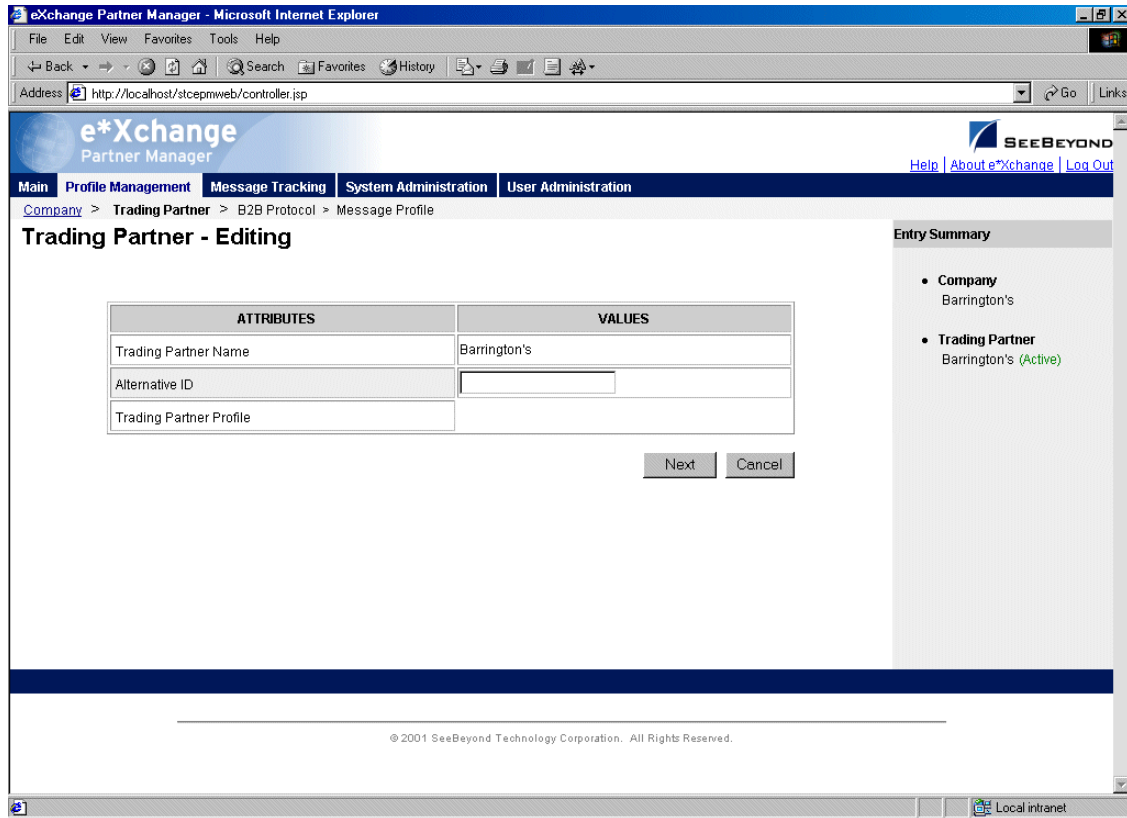 eXchange Partner Manager - Microsoft Internet Explorer
File Edit View Favorites Tools Help
Back Search Favorites History
Address http://localhost/stcepmweb/controller.jsp Go Links
e*Xchange
Partner Manager
SEEBEYOND
Help | About e*Xchange | Log Out
Main Profile Management Message Tracking System Administration User Administration
Company > Trading Partner > B2B Protocol > Message Profile
Trading Partner - Editing
ATTRIBUTES VALUES
Trading Partner Name Barrington's
Alternative ID
Trading Partner Profile
Next Cancel
Entry Summary
• Company
Barrington's
• Trading Partner
Barrington's (Active)
© 2001 SeeBeyond Technology Corporation. All Rights Reserved.
Local intranet